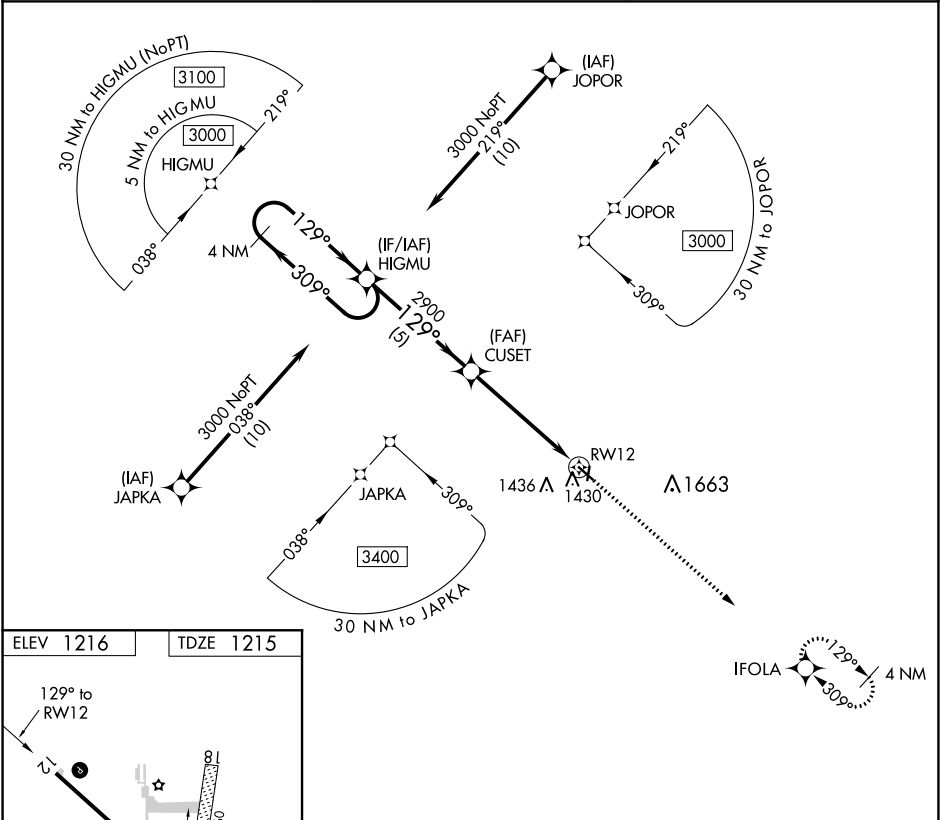 30 NM to HIGMU (NoPT)
3100
5 NM to HIGMU
3000
219°
HIGMU
038°
(IAF)
JOPOR
3000 NoPT
219°
(10)
219°
JOPOR
3000
309°
30 NM to JOPOR
4 NM
129°
309°
(IF/IAF)
HIGMU
2900
129°
(5)
(FAF)
CUSET
3000 NoPT
038°
(10)
(IAF)
JAPKA
JAPKA
038°
309°
3400
30 NM to JAPKA
RW12
1436
1430
1663
IFOLA
129°
309°
4 NM
ELEV 1216
TDZE 1215
129° to
RW12
12
P
18